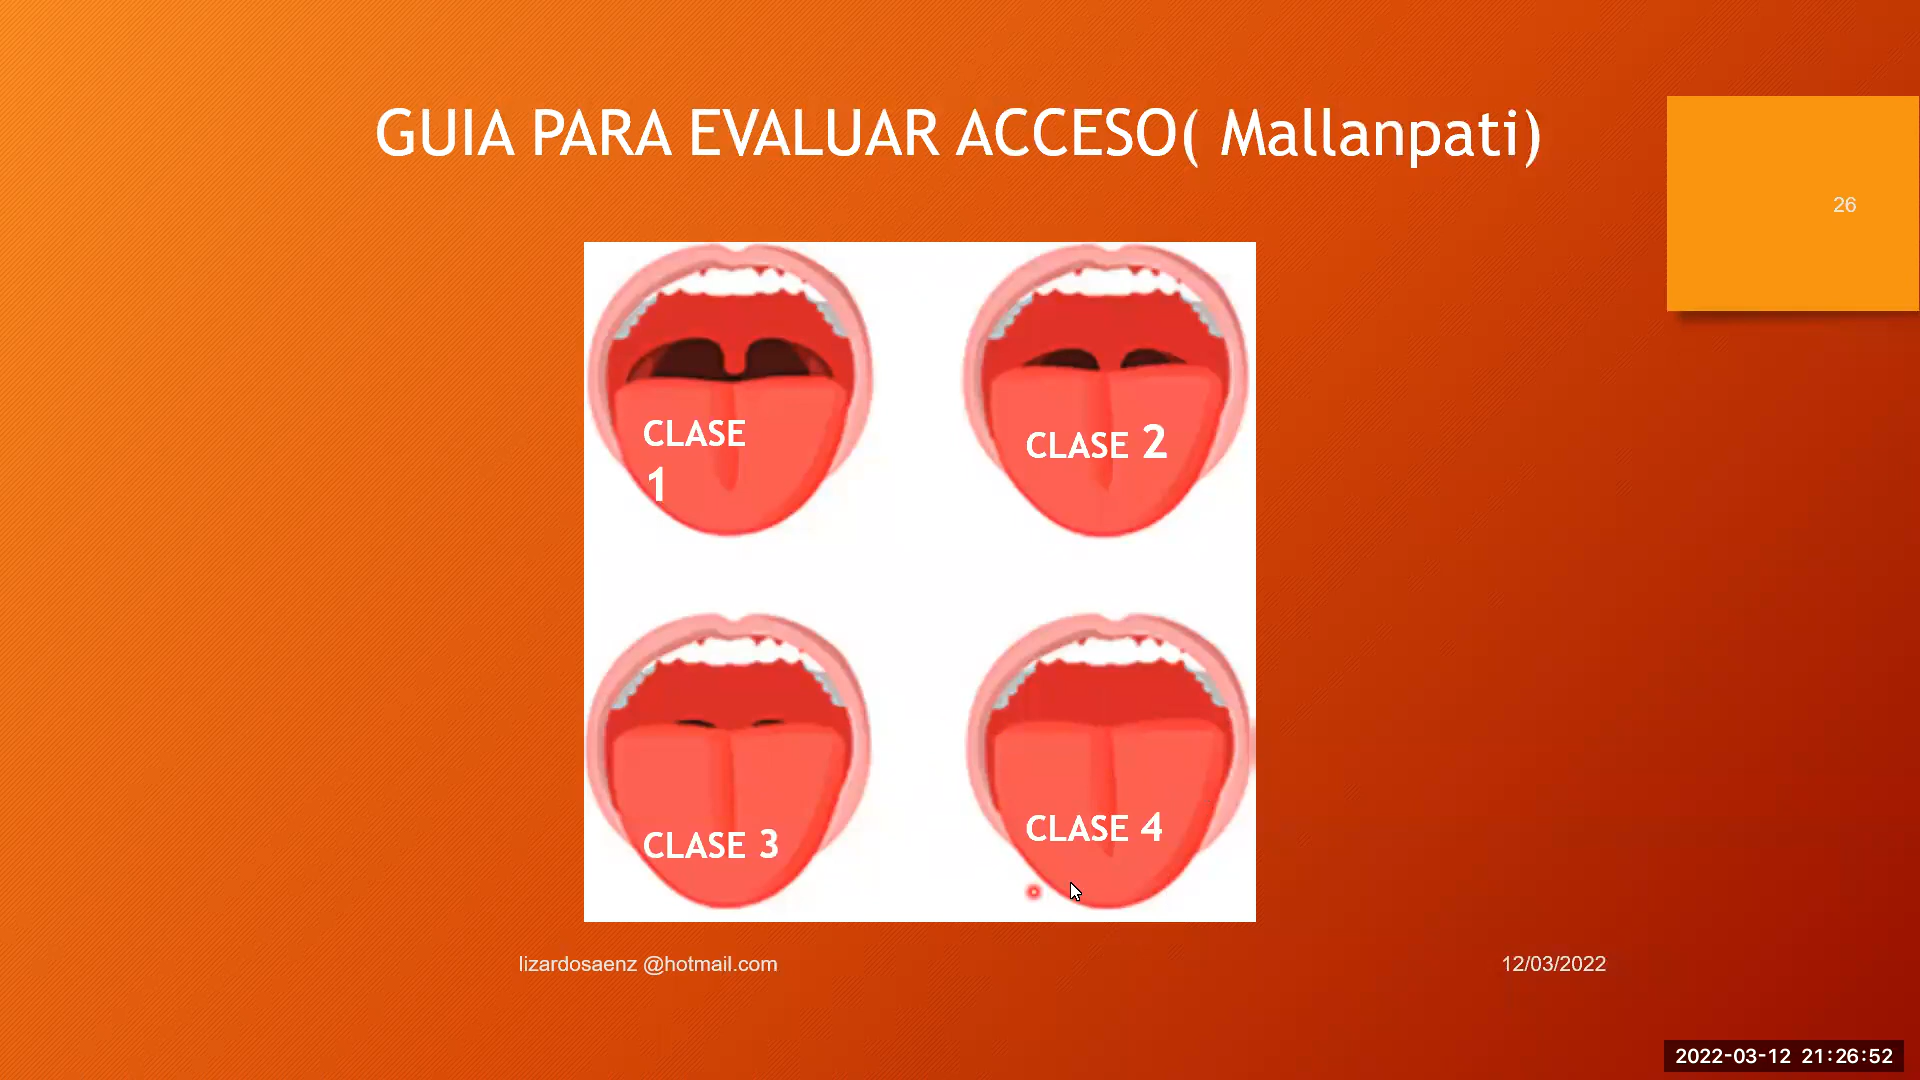 GUIA PARA EVALUAR ACCESO( Mallanpati)
26
CLASE
1
CLASE 2
CLASE 3
CLASE 4
lizardosaenz @hotmail.com
12/03/2022
2022-03-12 21:26:52